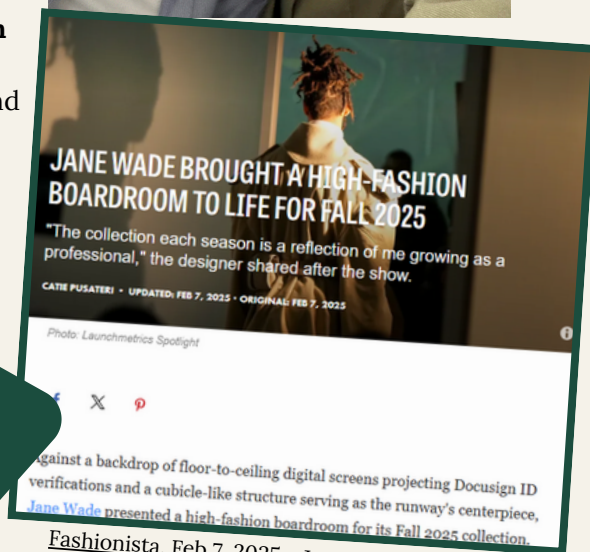 nd
JANE WADE BROUGHT A HIGH-FASHION
BOARDROOM TO LIFE FOR FALL 2025
"The collection each season is a reflection of me growing as a
professional," the designer shared after the show.
CATIE PUSATERI • UPDATED: FEB 7, 2025 • ORIGINAL: FEB 7, 2025
Photo: Launchmetrics Spotlight
Against a backdrop of floor-to-ceiling digital screens projecting Docusign ID
verifications and a cubicle-like structure serving as the runway's centerpiece,
Jane Wade presented a high-fashion boardroom for its Fall 2025 collection.
Fashionista, Feb 7, 2025